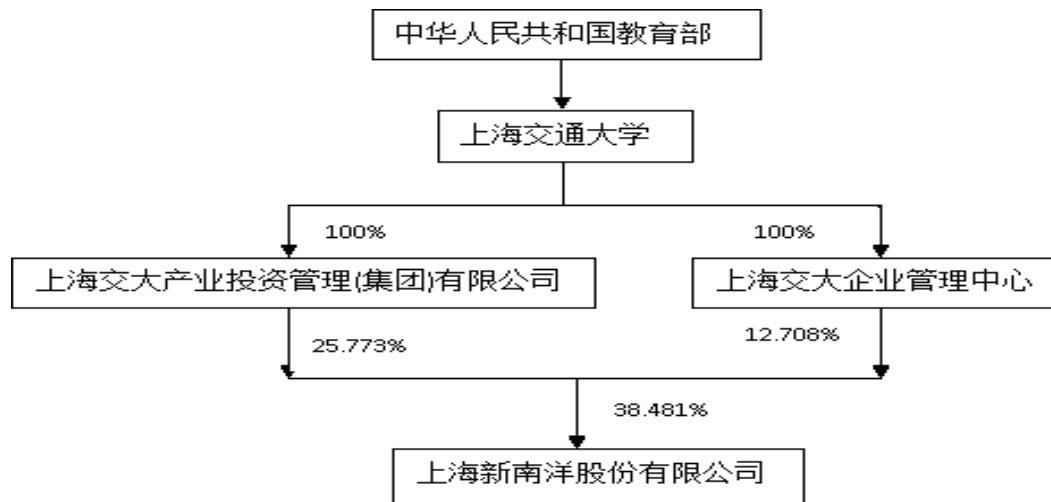 中华人民共和国教育部
上海交通大学
100%
100%
上海交大产业投资管理(集团)有限公司
上海交大企业管理中心
25.773%
12.708%
38.481%
上海新南洋股份有限公司